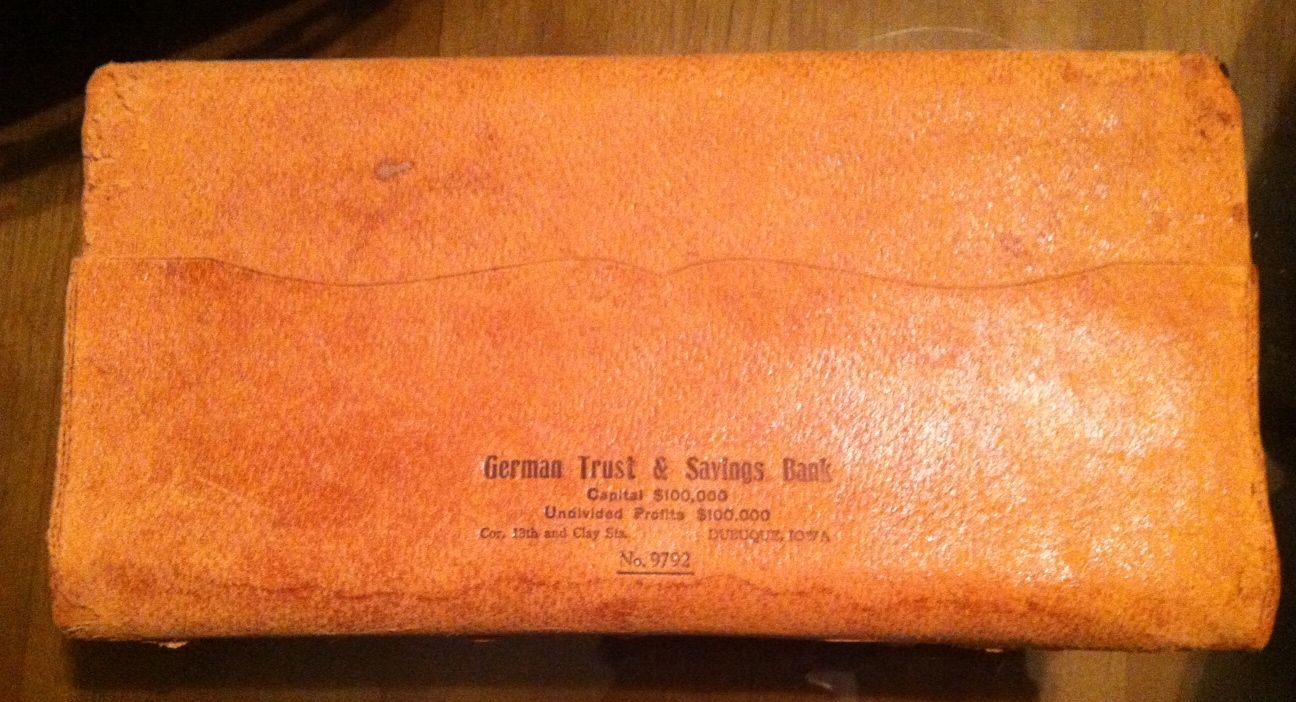 German Trust & Savings Bank
Capital $100,000
Undivided Profits $100,000
Cor. 13th and Clay Sts. DUBUQUE, IOWA
No. 9792